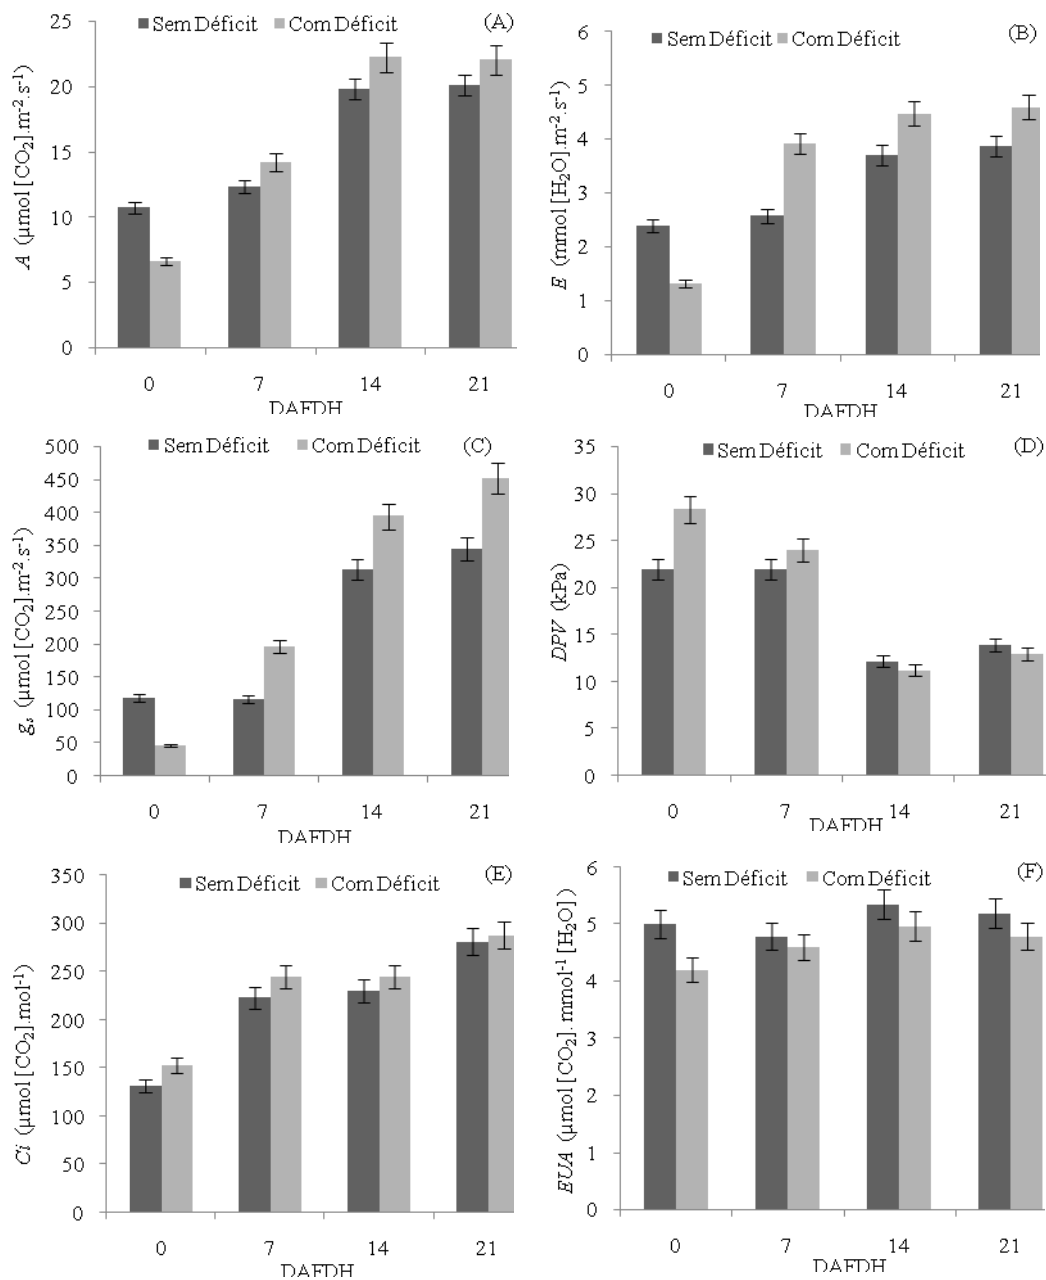 Sem Déficit Com Déficit (A)
A (μmol [CO₂].m⁻².s⁻¹)
25
20
15
10
5
0
0 7 14 21
DAFDH
Sem Déficit Com Déficit (B)
E (mmol [H₂O].m⁻².s⁻¹)
6
5
4
3
2
1
0
0 7 14 21
DAFDH
Sem Déficit Com Déficit (C)
gs (μmol [CO₂].m⁻².s⁻¹)
500
450
400
350
300
250
200
150
100
50
0
0 7 14 21
DAFDH
Sem Déficit Com Déficit (D)
DPV (kPa)
35
30
25
20
15
10
5
0
0 7 14 21
DAFDH
Sem Déficit Com Déficit (E)
Ci (μmol [CO₂].mol⁻¹)
350
300
250
200
150
100
50
0
0 7 14 21
DAFDH
Sem Déficit Com Déficit (F)
EUA (μmol [CO₂]. mmol⁻¹ [H₂O])
6
5
4
3
2
1
0
0 7 14 21
DAFDH